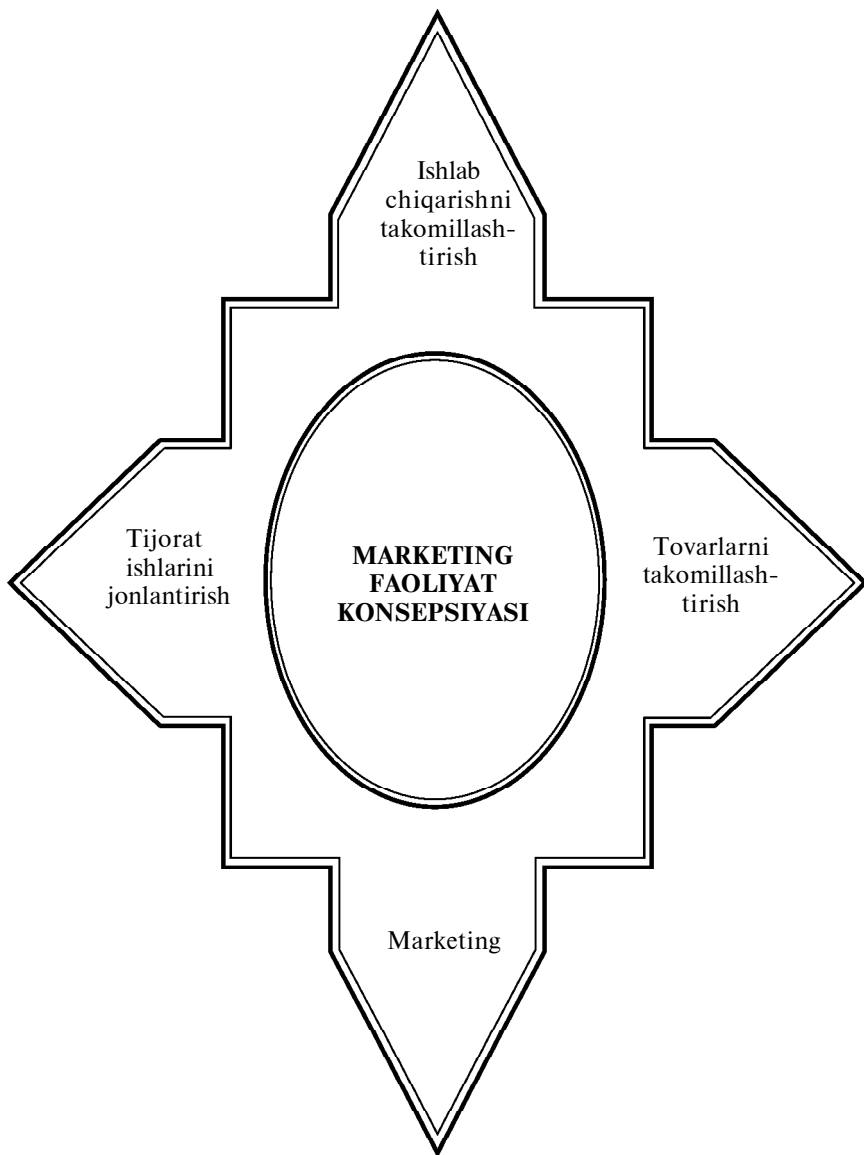 Ishlab
chiqarishni
takomillash-
tirish
Tijorat
ishlarini
jonlantirish
MARKETING
FAOLIYAT
KONSEPSIYASI
Tovarlarni
takomillash-
tirish
Marketing